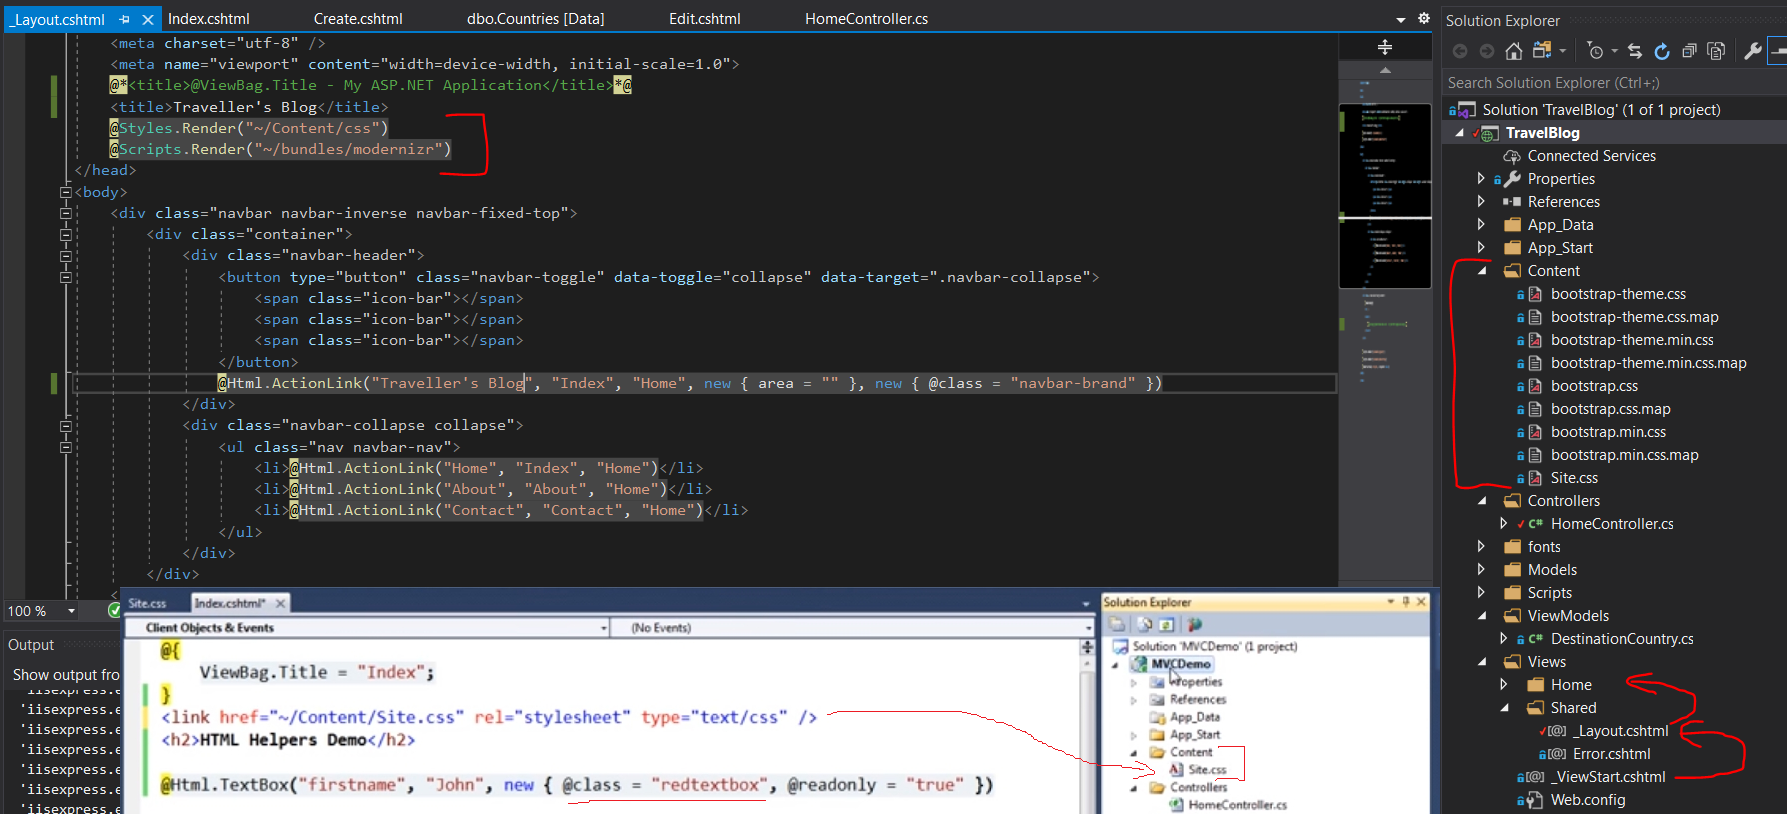 _Layout.cshtml
Index.cshtml
Create.cshtml
dbo.Countries [Data]
Edit.cshtml
HomeController.cs
<meta charset="utf-8" />
<meta name="viewport" content="width=device-width, initial-scale=1.0">
@*<title>@ViewBag.Title - My ASP.NET Application</title>*@
<title>Traveller's Blog</title>
@Styles.Render("~/Content/css")
@Scripts.Render("~/bundles/modernizr")
</head>
<body>
<div class="navbar navbar-inverse navbar-fixed-top">
<div class="container">
<div class="navbar-header">
<button type="button" class="navbar-toggle" data-toggle="collapse" data-target=".navbar-collapse">
<span class="icon-bar"></span>
<span class="icon-bar"></span>
<span class="icon-bar"></span>
</button>
@Html.ActionLink("Traveller's Blog", "Index", "Home", new { area = "" }, new { @class = "navbar-brand" })
</div>
<div class="navbar-collapse collapse">
<ul class="nav navbar-nav">
<li>@Html.ActionLink("Home", "Index", "Home")</li>
<li>@Html.ActionLink("About", "About", "Home")</li>
<li>@Html.ActionLink("Contact", "Contact", "Home")</li>
</ul>
</div>
</div>
100 %
Output
Show output fro
'iisexpress.e
'iisexpress.e
'iisexpress.e
'iisexpress.e
'iisexpress.e
'iisexpress.e
'iisexpress.e
Site.css
Index.cshtml*
Client Objects & Events
(No Events)
@{
ViewBag.Title = "Index";
}
<link href="~/Content/Site.css" rel="stylesheet" type="text/css" />
<h2>HTML Helpers Demo</h2>
@Html.TextBox("firstname", "John", new { @class = "redtextbox", @readonly = "true" })
Solution Explorer
Solution 'MVCDemo' (1 project)
MVCDemo
Properties
References
App_Data
App_Start
Content
Site.css
Controllers
HomeController.cs
Solution Explorer
Search Solution Explorer (Ctrl+;)
Solution 'TravelBlog' (1 of 1 project)
TravelBlog
Connected Services
Properties
References
App_Data
App_Start
Content
bootstrap-theme.css
bootstrap-theme.css.map
bootstrap-theme.min.css
bootstrap-theme.min.css.map
bootstrap.css
bootstrap.css.map
bootstrap.min.css
bootstrap.min.css.map
Site.css
Controllers
C# HomeController.cs
fonts
Models
Scripts
ViewModels
C# DestinationCountry.cs
Views
Home
Shared
[@] _Layout.cshtml
[@] Error.cshtml
[@] _ViewStart.cshtml
Web.config